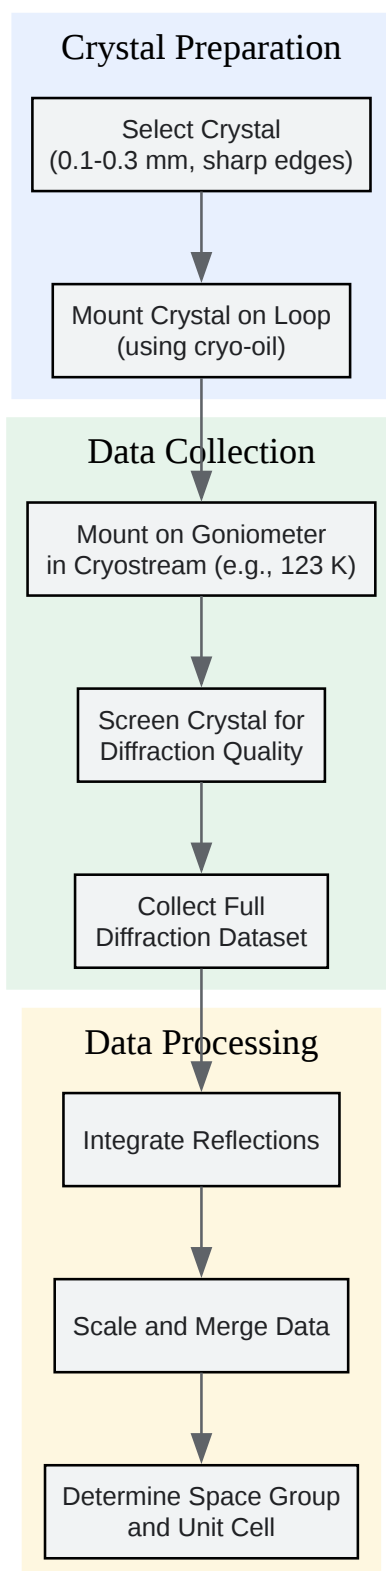 Crystal Preparation
Select Crystal
(0.1-0.3 mm, sharp edges)
Mount Crystal on Loop
(using cryo-oil)
Data Collection
Mount on Goniometer
in Cryostream (e.g., 123 K)
Screen Crystal for
Diffraction Quality
Collect Full
Diffraction Dataset
Data Processing
Integrate Reflections
Scale and Merge Data
Determine Space Group
and Unit Cell